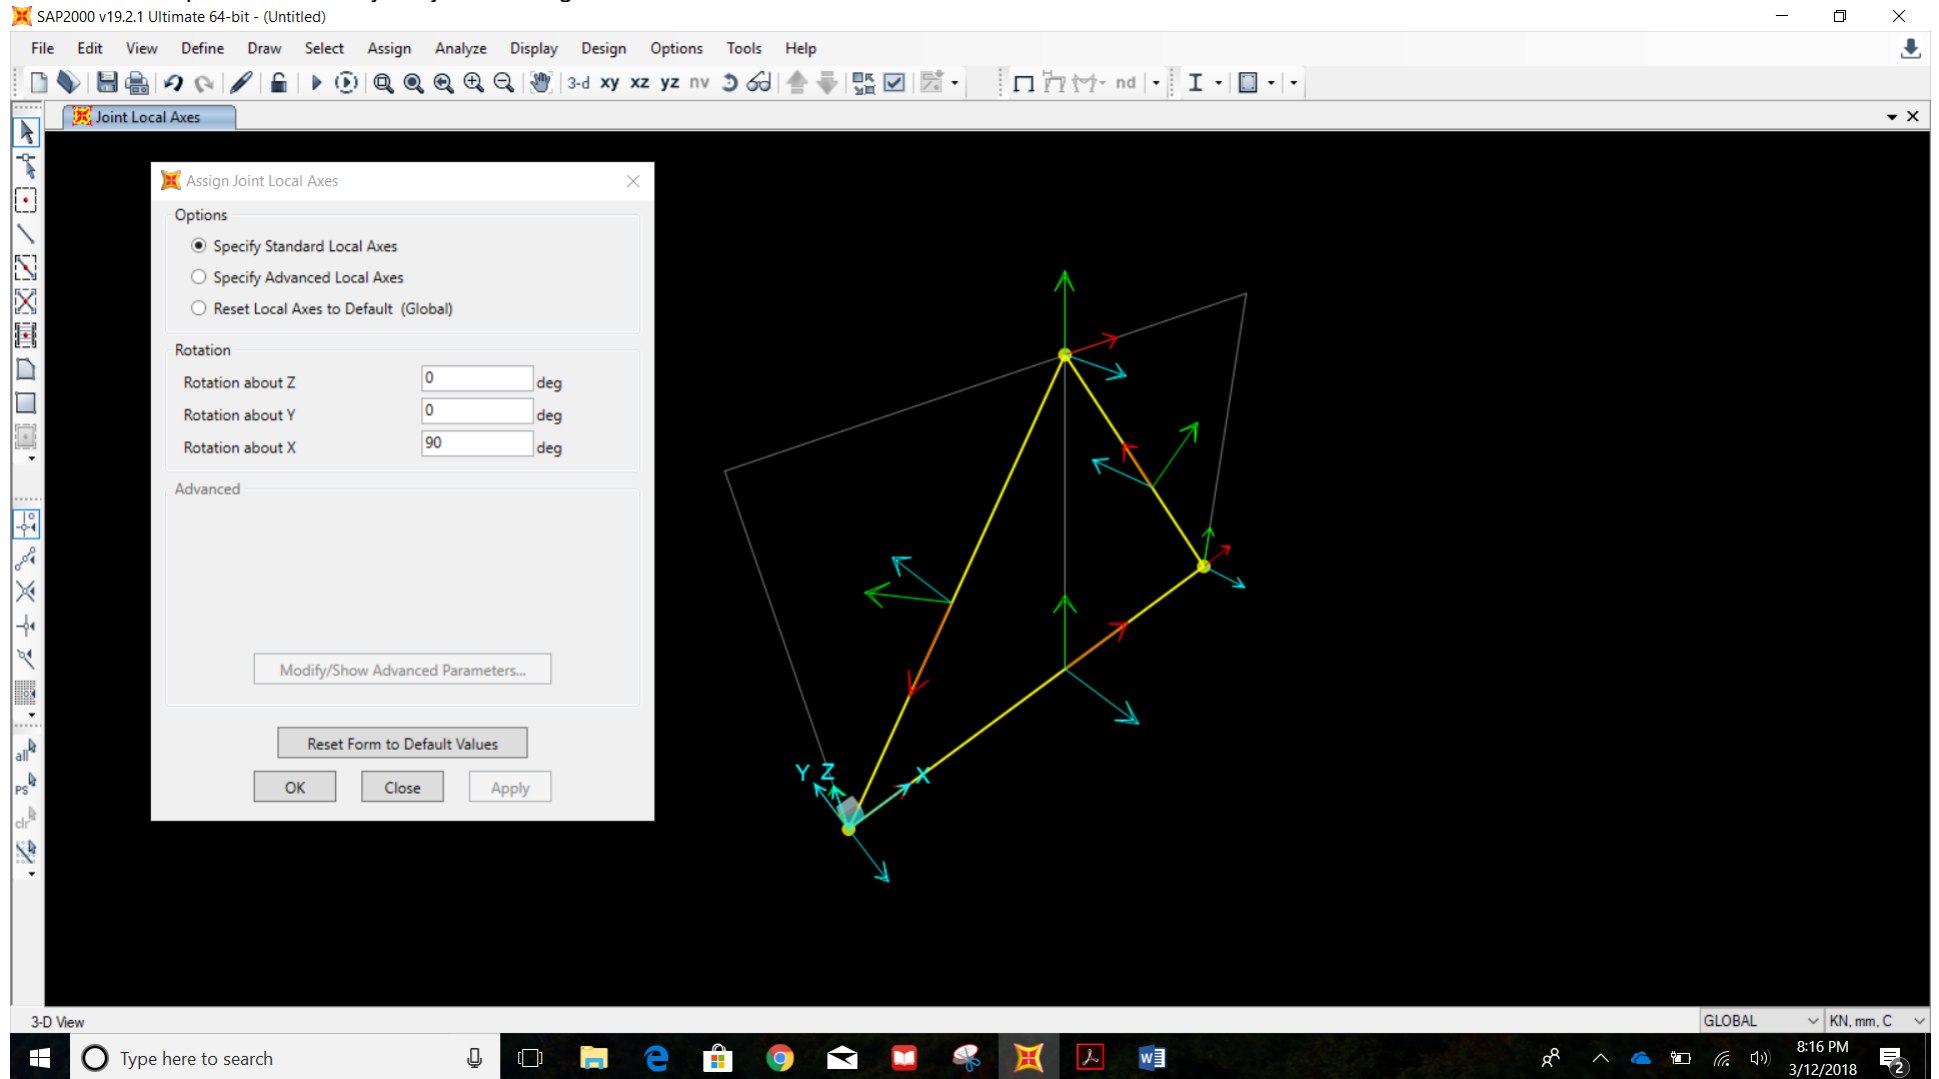 SAP2000 v19.2.1 Ultimate 64-bit - (Untitled)
File Edit View Define Draw Select Assign Analyze Display Design Options Tools Help
3-d xy xz yz nv nd
Joint Local Axes
Assign Joint Local Axes
Options
Specify Standard Local Axes
Specify Advanced Local Axes
Reset Local Axes to Default (Global)
Rotation
Rotation about Z 0 deg
Rotation about Y 0 deg
Rotation about X 90 deg
Advanced
Modify/Show Advanced Parameters...
Reset Form to Default Values
OK Close Apply
all
PS
clr
Y Z X
3-D View GLOBAL KN, mm, C
Type here to search
8:16 PM
3/12/2018
2